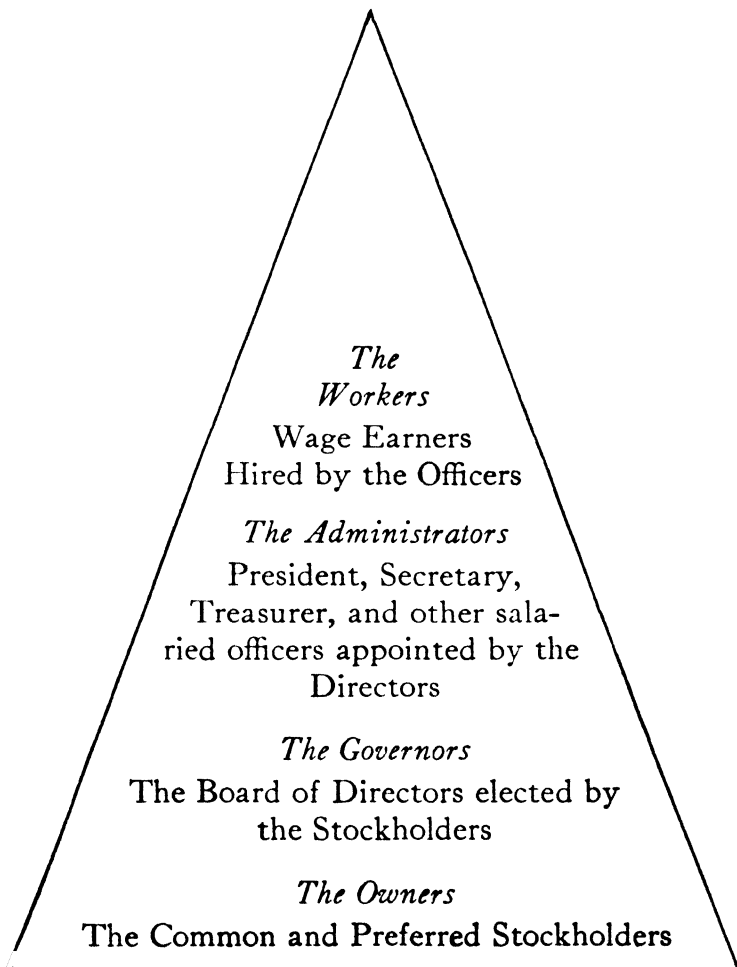 The
Workers
Wage Earners
Hired by the Officers
The Administrators
President, Secretary,
Treasurer, and other sala-
ried officers appointed by the
Directors
The Governors
The Board of Directors elected by
the Stockholders
The Owners
The Common and Preferred Stockholders